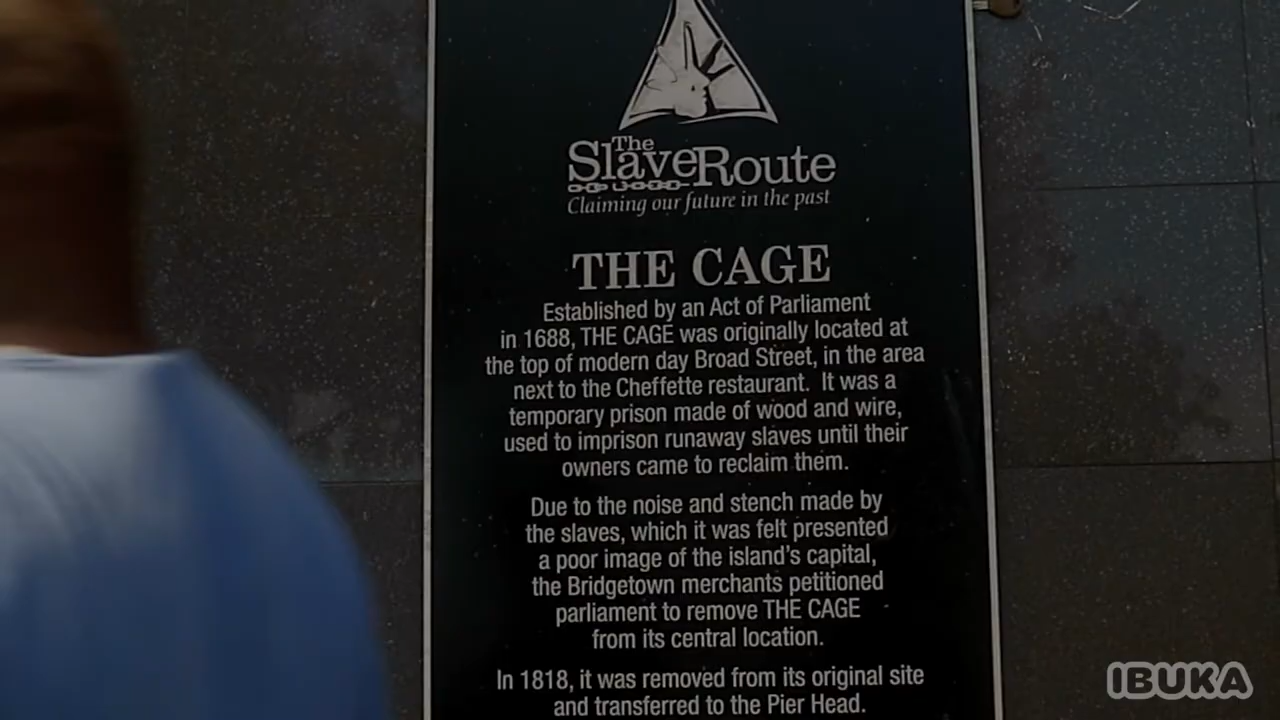 The
SlaveRoute
Claiming our future in the past
THE CAGE
Established by an Act of Parliament
in 1688, THE CAGE was originally located at
the top of modern day Broad Street, in the area
next to the Cheffette restaurant. It was a
temporary prison made of wood and wire,
used to imprison runaway slaves until their
owners came to reclaim them.
Due to the noise and stench made by
the slaves, which it was felt presented
a poor image of the island's capital,
the Bridgetown merchants petitioned
parliament to remove THE CAGE
from its central location.
In 1818, it was removed from its original site
and transferred to the Pier Head.
IBUKA